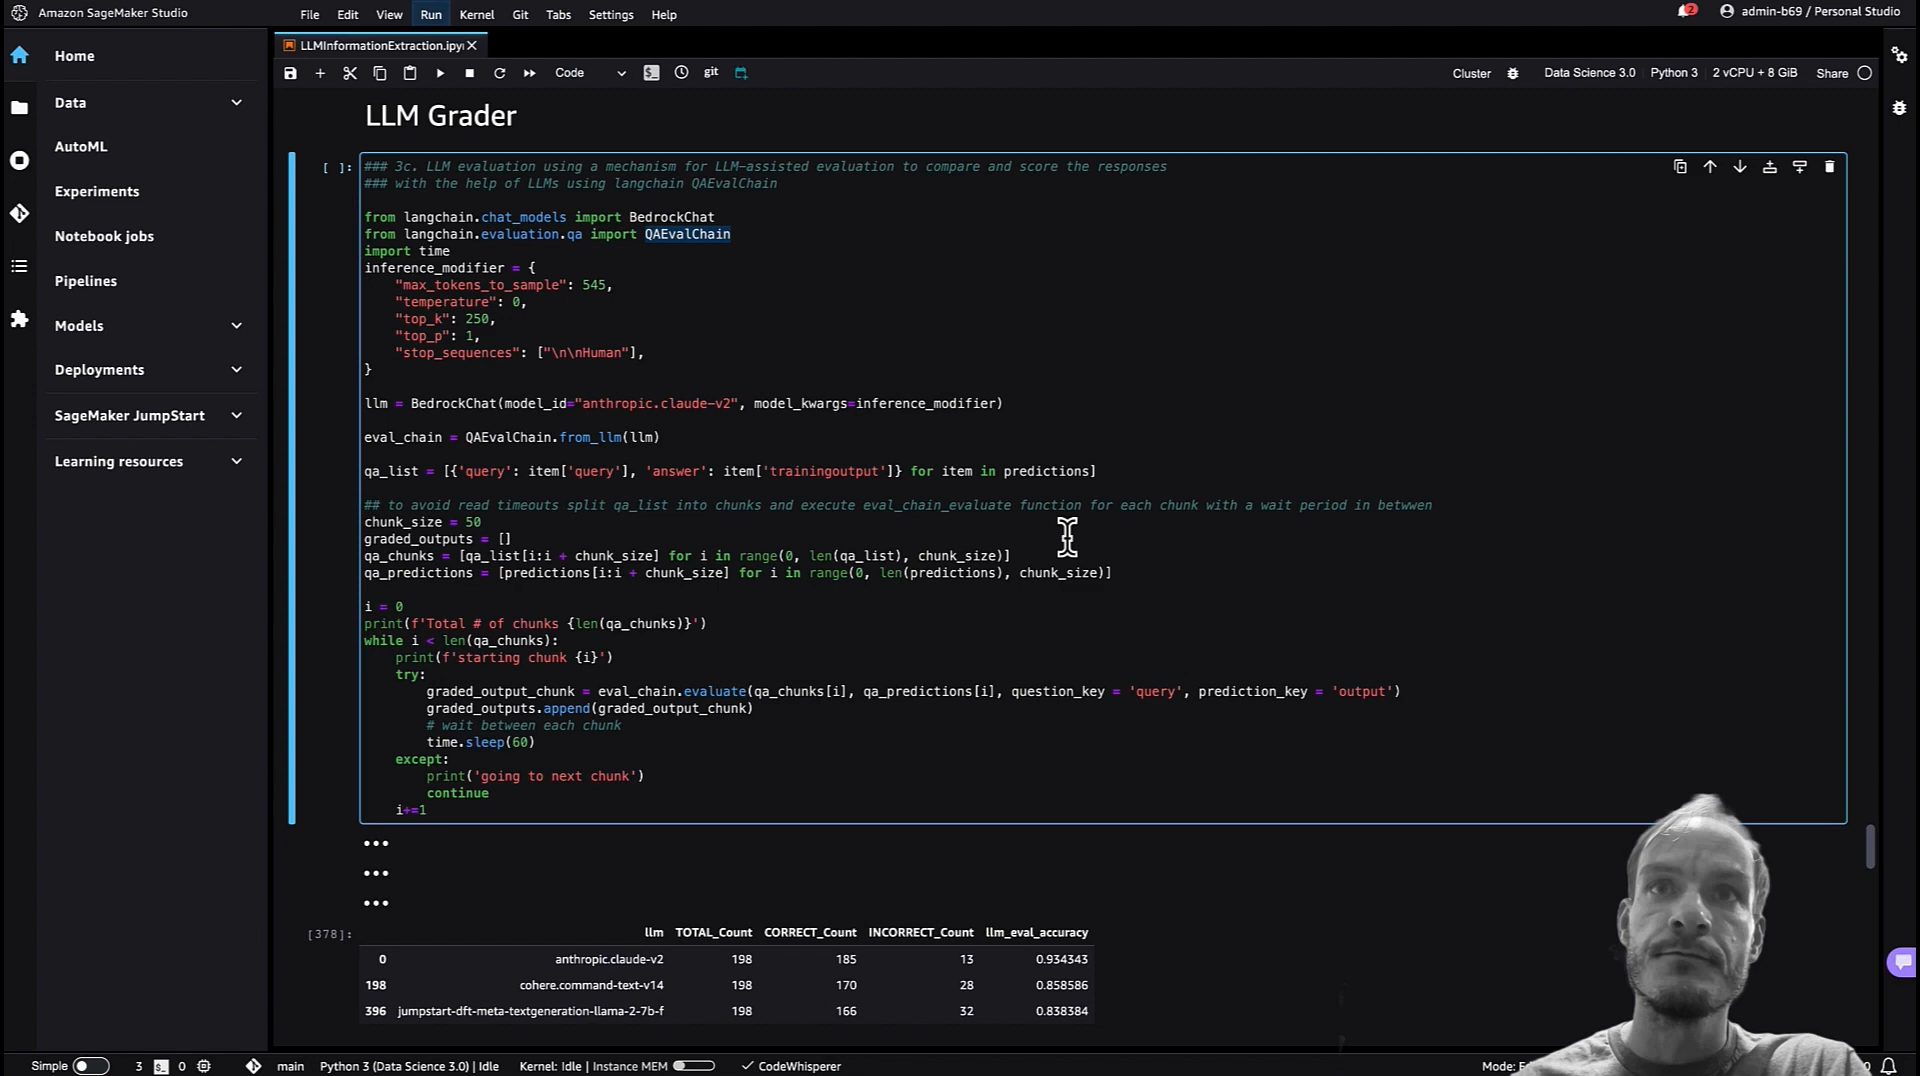 Amazon SageMaker Studio
File Edit View Run Kernel Git Tabs Settings Help
2
admin-b69 / Personal Studio
LLMInformationExtraction.ipyn
Code
git
Cluster
Data Science 3.0
Python 3
2 vCPU + 8 GiB
Share
Home
Data
AutoML
Experiments
Notebook jobs
Pipelines
Models
Deployments
SageMaker JumpStart
Learning resources
LLM Grader
[ ]:
### 3c. LLM evaluation using a mechanism for LLM-assisted evaluation to compare and score the responses
### with the help of LLMs using langchain QAEvalChain
from langchain.chat_models import BedrockChat
from langchain.evaluation.qa import QAEvalChain
import time
inference_modifier = {
"max_tokens_to_sample": 545,
"temperature": 0,
"top_k": 250,
"top_p": 1,
"stop_sequences": ["\n\nHuman"],
}
llm = BedrockChat(model_id="anthropic.claude-v2", model_kwargs=inference_modifier)
eval_chain = QAEvalChain.from_llm(llm)
qa_list = [{'query': item['query'], 'answer': item['trainingoutput']} for item in predictions]
## to avoid read timeouts split qa_list into chunks and execute eval_chain_evaluate function for each chunk with a wait period in betwwen
chunk_size = 50
graded_outputs = []
qa_chunks = [qa_list[i:i + chunk_size] for i in range(0, len(qa_list), chunk_size)]
qa_predictions = [predictions[i:i + chunk_size] for i in range(0, len(predictions), chunk_size)]
i = 0
print(f'Total # of chunks {len(qa_chunks)}')
while i < len(qa_chunks):
print(f'starting chunk {i}')
try:
graded_output_chunk = eval_chain.evaluate(qa_chunks[i], qa_predictions[i], question_key = 'query', prediction_key = 'output')
graded_outputs.append(graded_output_chunk)
# wait between each chunk
time.sleep(60)
except:
print('going to next chunk')
continue
i+=1
[378]:
llm TOTAL_Count CORRECT_Count INCORRECT_Count llm_eval_accuracy
0 anthropic.claude-v2 198 185 13 0.934343
198 cohere.command-text-v14 198 170 28 0.858586
396 jumpstart-dft-meta-textgeneration-llama-2-7b-f 198 166 32 0.838384
Simple 3 0 main Python 3 (Data Science 3.0) | Idle Kernel: Idle | Instance MEM CodeWhisperer Mode: